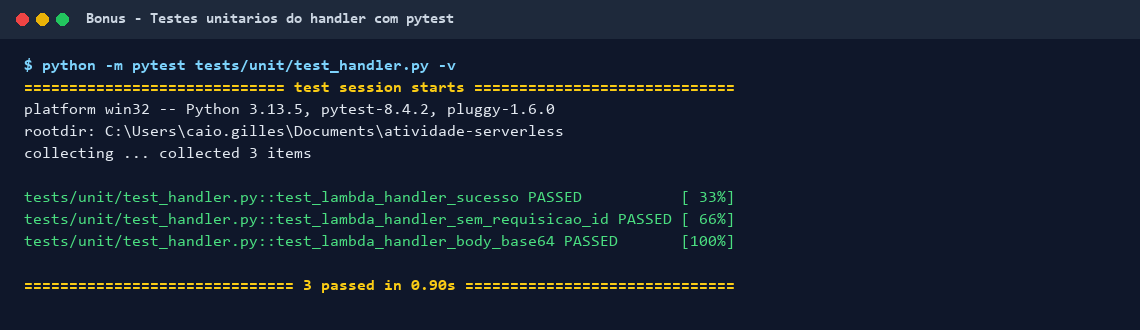 Bonus - Testes unitarios do handler com pytest
$ python -m pytest tests/unit/test_handler.py -v
============================= test session starts =============================
platform win32 -- Python 3.13.5, pytest-8.4.2, pluggy-1.6.0
rootdir: C:\Users\caio.gilles\Documents\atividade-serverless
collecting ... collected 3 items
tests/unit/test_handler.py::test_lambda_handler_sucesso PASSED           [ 33%]
tests/unit/test_handler.py::test_lambda_handler_sem_requisicao_id PASSED [ 66%]
tests/unit/test_handler.py::test_lambda_handler_body_base64 PASSED       [100%]
============================== 3 passed in 0.90s ==============================